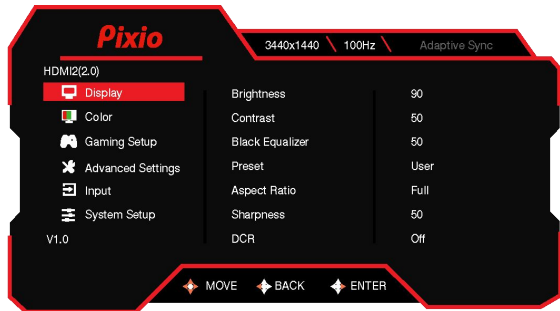 Pixio
3440x1440 \ 100Hz \ Adaptive Sync
HDMI2(2.0)
Display
Color
Gaming Setup
Advanced Settings
Input
System Setup
V1.0
Brightness 90
Contrast 50
Black Equalizer 50
Preset User
Aspect Ratio Full
Sharpness 50
DCR Off
MOVE BACK ENTER